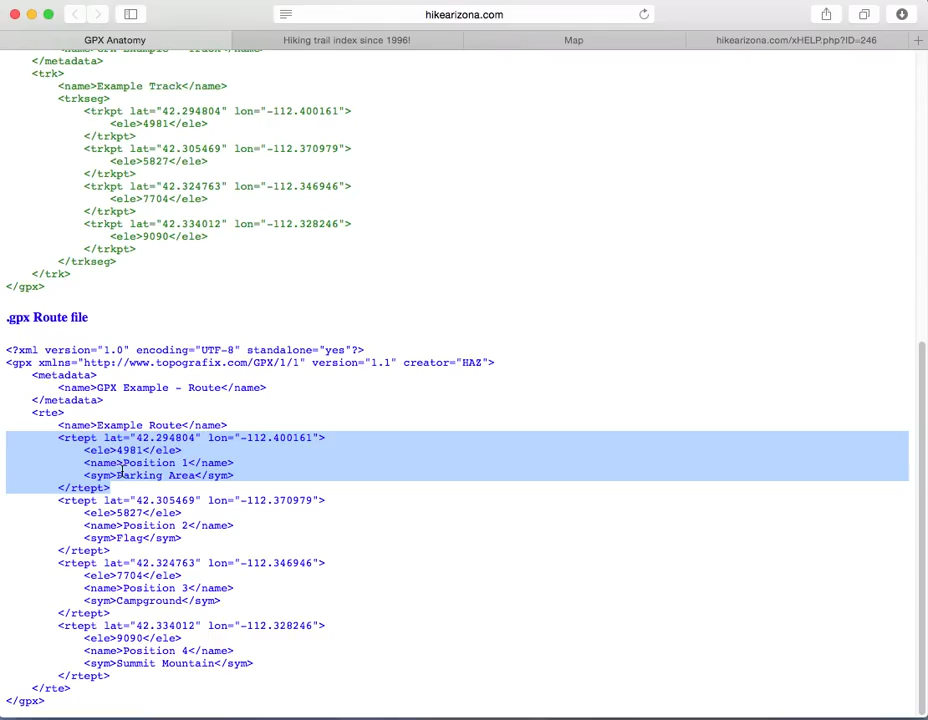 hikearizona.com
GPX Anatomy
Hiking trail index since 1996!
Map
hikearizona.com/xHELP.php?ID=246
<name>GPX Example - Track</name>
</metadata>
<trk>
<name>Example Track</name>
<trkseg>
<trkpt lat="42.294804" lon="-112.400161">
<ele>4981</ele>
</trkpt>
<trkpt lat="42.305469" lon="-112.370979">
<ele>5827</ele>
</trkpt>
<trkpt lat="42.324763" lon="-112.346946">
<ele>7704</ele>
</trkpt>
<trkpt lat="42.334012" lon="-112.328246">
<ele>9090</ele>
</trkpt>
</trkseg>
</trk>
</gpx>
.gpx Route file
<?xml version="1.0" encoding="UTF-8" standalone="yes"?>
<gpx xmlns="http://www.topografix.com/GPX/1/1" version="1.1" creator="HAZ">
<metadata>
<name>GPX Example - Route</name>
</metadata>
<rte>
<name>Example Route</name>
<rtept lat="42.294804" lon="-112.400161">
<ele>4981</ele>
<name>Position 1</name>
<sym>Parking Area</sym>
</rtept>
<rtept lat="42.305469" lon="-112.370979">
<ele>5827</ele>
<name>Position 2</name>
<sym>Flag</sym>
</rtept>
<rtept lat="42.324763" lon="-112.346946">
<ele>7704</ele>
<name>Position 3</name>
<sym>Campground</sym>
</rtept>
<rtept lat="42.334012" lon="-112.328246">
<ele>9090</ele>
<name>Position 4</name>
<sym>Summit Mountain</sym>
</rtept>
</rte>
</gpx>